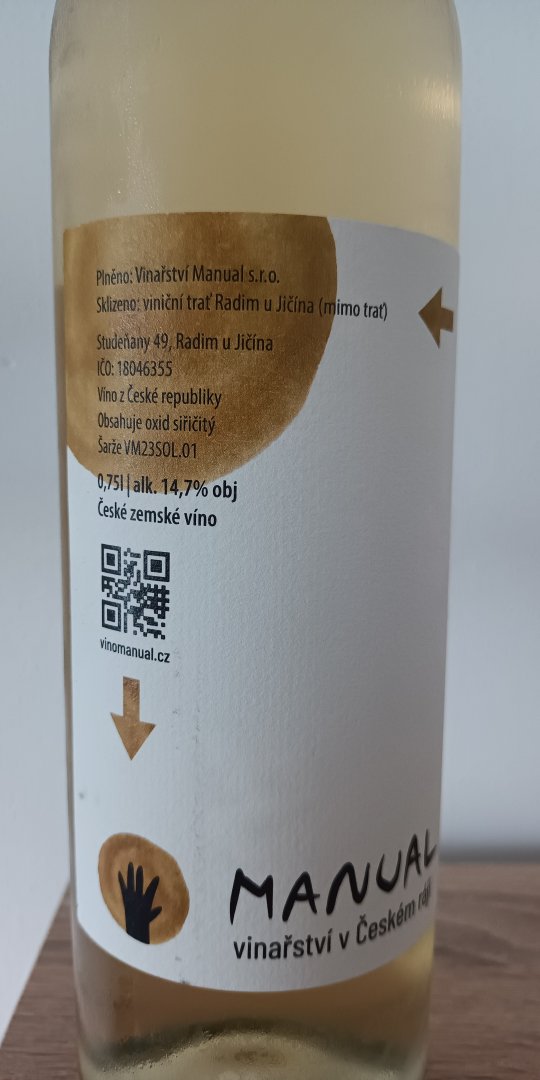 Plněno: Vinařství Manual s.r.o.
Sklizeno: viniční trať Radim u Jičína (mimo trať)
Studeňany 49, Radim u Jičína
IČO: 18046355
Víno z České republiky
Obsahuje oxid siřičitý
Šarže VM23SOL.01
0,75l | alk. 14,7% obj
České zemské víno
vinomanual.cz
MANUAL
vinařství v Českém ráji